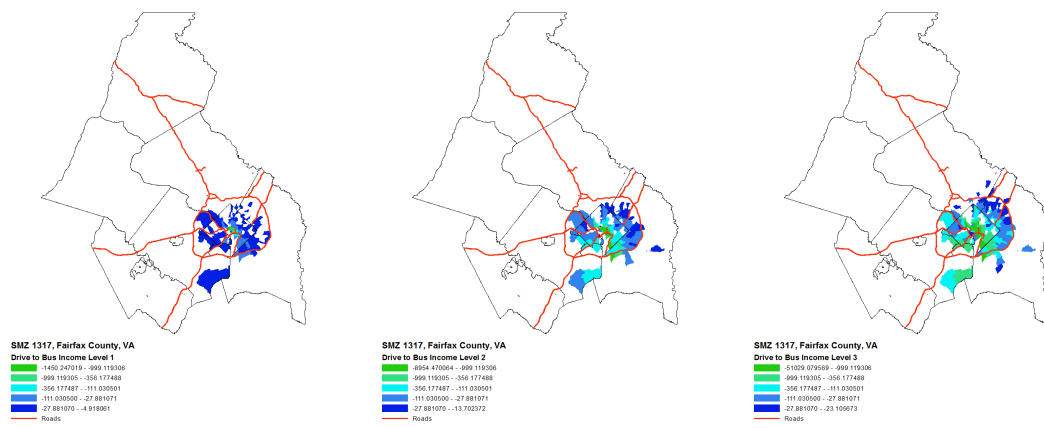 SMZ 1317, Fairfax County, VA
Drive to Bus Income Level 1
-1450.247019 - -999.119306
-999.119305 - -356.177488
-356.177487 - -111.030501
-111.030500 - -27.881071
-27.881070 - -4.918061
Roads
SMZ 1317, Fairfax County, VA
Drive to Bus Income Level 2
-8954.470064 - -999.119306
-999.119305 - -356.177488
-356.177487 - -111.030501
-111.030500 - -27.881071
-27.881070 - -13.702372
Roads
SMZ 1317, Fairfax County, VA
Drive to Bus Income Level 3
-51029.079569 - -999.119306
-999.119305 - -356.177488
-356.177487 - -111.030501
-111.030500 - -27.881071
-27.881070 - -23.105673
Roads